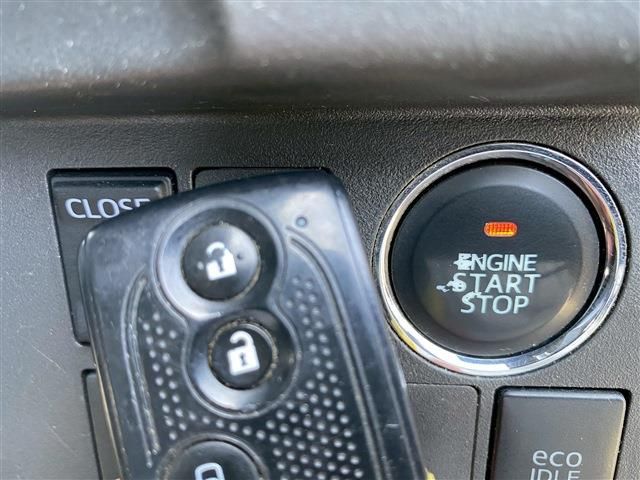 CLOSE
ENGINE
START
STOP
eco
IDLE